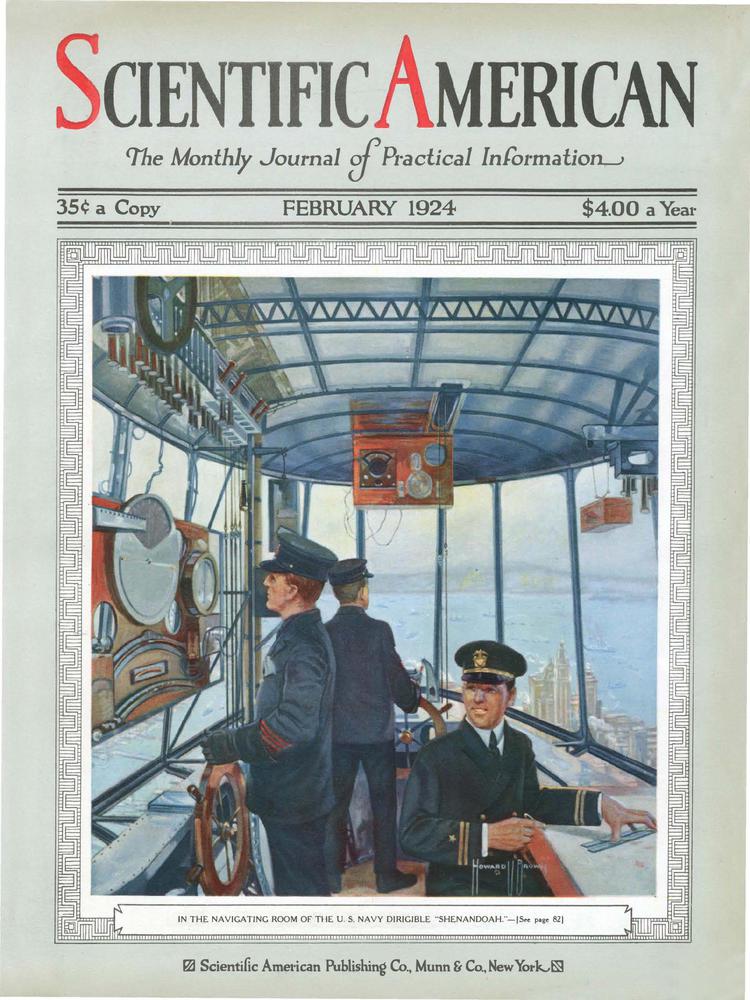 SCIENTIFIC AMERICAN
The Monthly Journal of Practical Information
35¢ a Copy FEBRUARY 1924 $4.00 a Year
HOWARD V BROWN
IN THE NAVIGATING ROOM OF THE U. S. NAVY DIRIGIBLE "SHENANDOAH."—[See page 82]
Scientific American Publishing Co., Munn & Co., New York